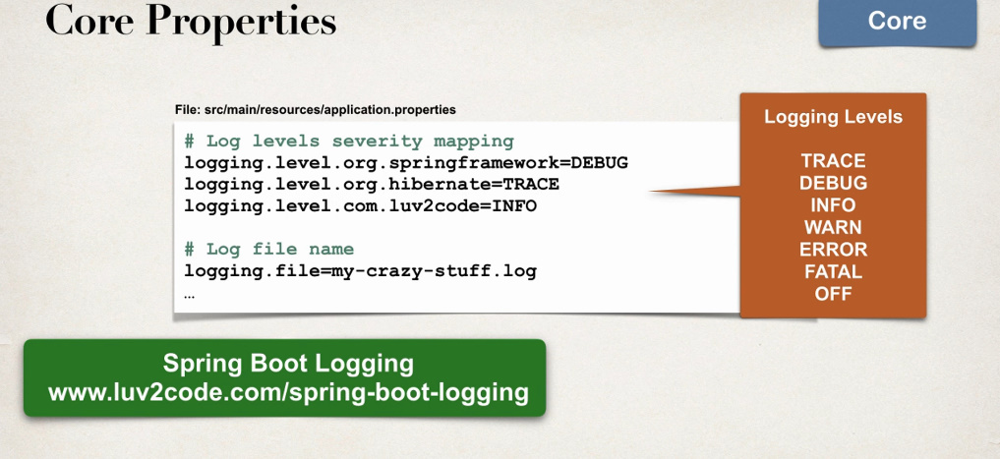 Core Properties
Core
File: src/main/resources/application.properties
# Log levels severity mapping
logging.level.org.springframework=DEBUG
logging.level.org.hibernate=TRACE
logging.level.com.luv2code=INFO
# Log file name
logging.file=my-crazy-stuff.log
…
Logging Levels
TRACE
DEBUG
INFO
WARN
ERROR
FATAL
OFF
Spring Boot Logging
www.luv2code.com/spring-boot-logging